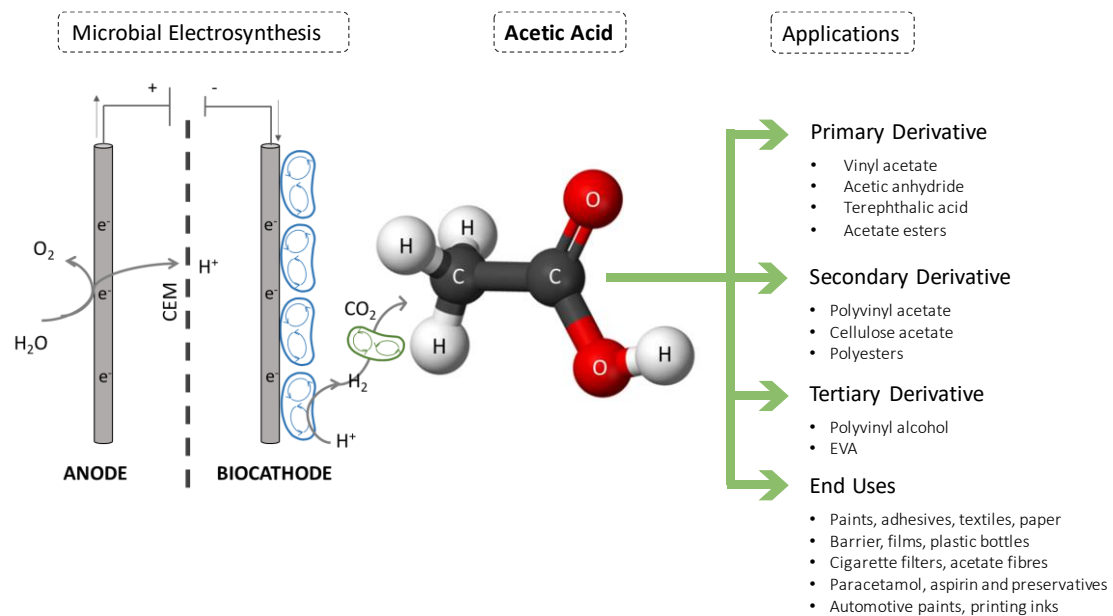 Microbial Electrosynthesis
Acetic Acid
Applications
+
-
e-
e-
e-
O2
H2O
H+
CEM
e-
e-
e-
CO2
H2
H+
ANODE
BIOCATHODE
H
H
H
C
C
O
O
H
Primary Derivative
• Vinyl acetate
• Acetic anhydride
• Terephthalic acid
• Acetate esters
Secondary Derivative
• Polyvinyl acetate
• Cellulose acetate
• Polyesters
Tertiary Derivative
• Polyvinyl alcohol
• EVA
End Uses
• Paints, adhesives, textiles, paper
• Barrier, films, plastic bottles
• Cigarette filters, acetate fibres
• Paracetamol, aspirin and preservatives
• Automotive paints, printing inks